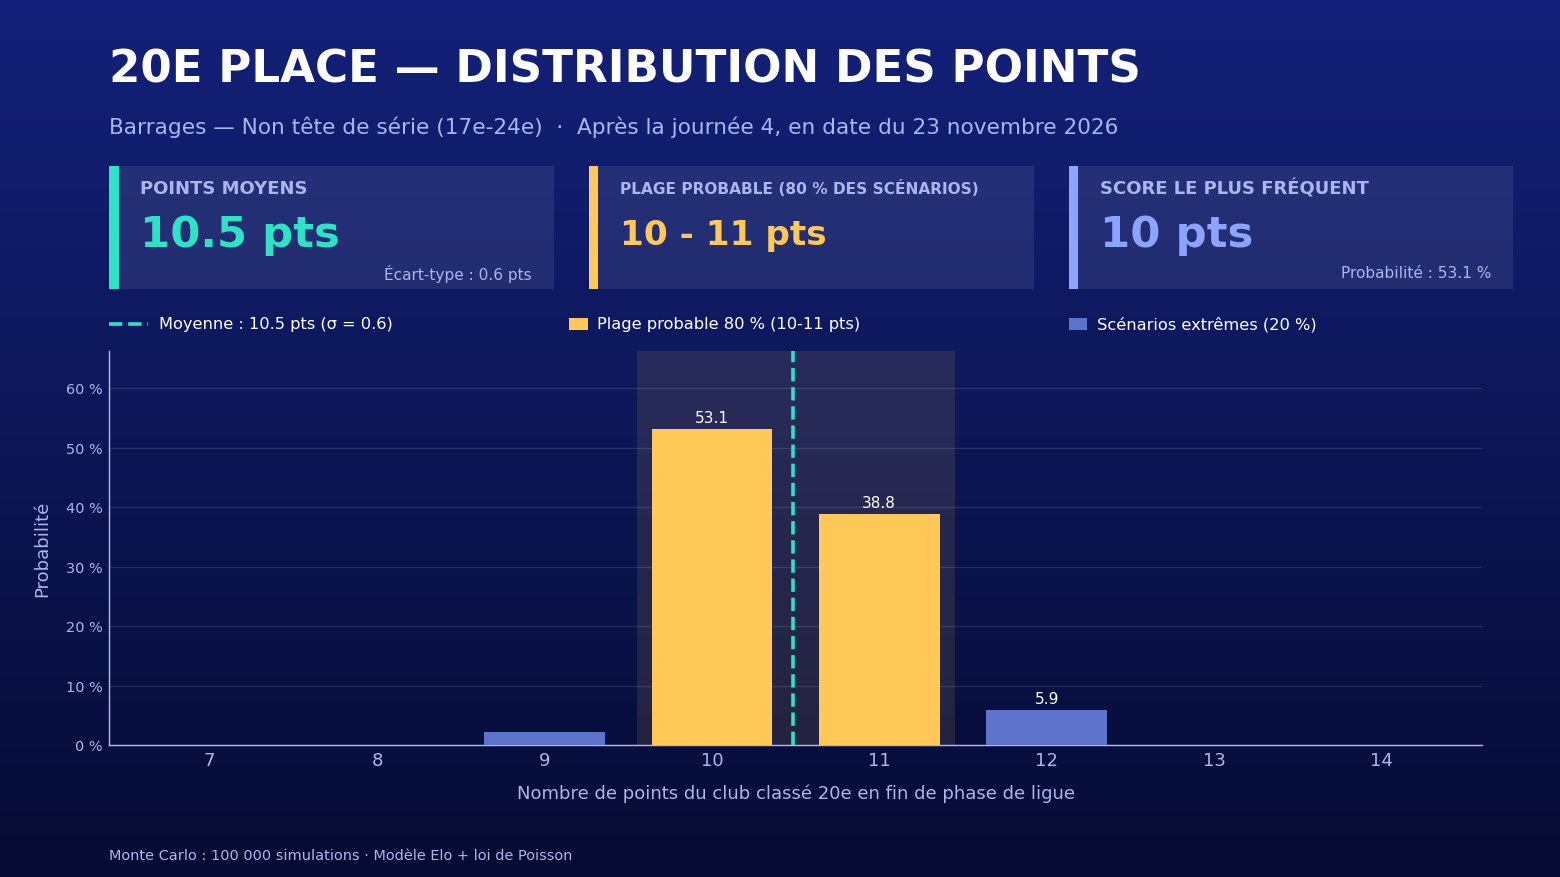 20E PLACE — DISTRIBUTION DES POINTS
Barrages — Non tête de série (17e-24e) · Après la journée 4, en date du 23 novembre 2026
POINTS MOYENS
10.5 pts
Écart-type : 0.6 pts
PLAGE PROBABLE (80 % DES SCÉNARIOS)
10 - 11 pts
SCORE LE PLUS FRÉQUENT
10 pts
Probabilité : 53.1 %
Moyenne : 10.5 pts (σ = 0.6)
Plage probable 80 % (10-11 pts)
Scénarios extrêmes (20 %)
Probabilité
60 %
50 %
40 %
30 %
20 %
10 %
0 %
53.1
38.8
5.9
7 8 9 10 11 12 13 14
Nombre de points du club classé 20e en fin de phase de ligue
Monte Carlo : 100 000 simulations · Modèle Elo + loi de Poisson